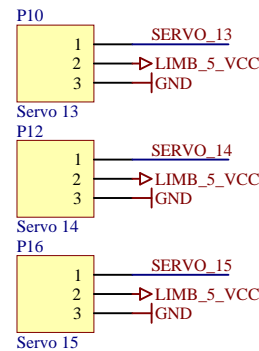 P10
1 SERVO_13
2 LIMB_5_VCC
3 GND
Servo 13
P12
1 SERVO_14
2 LIMB_5_VCC
3 GND
Servo 14
P16
1 SERVO_15
2 LIMB_5_VCC
3 GND
Servo 15